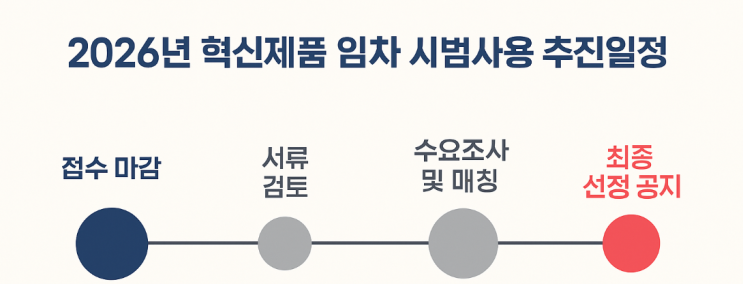 2026년 혁신제품 임차 시범사용 추진일정
접수 마감
서류
검토
수요조사
및 매칭
최종
선정 공지